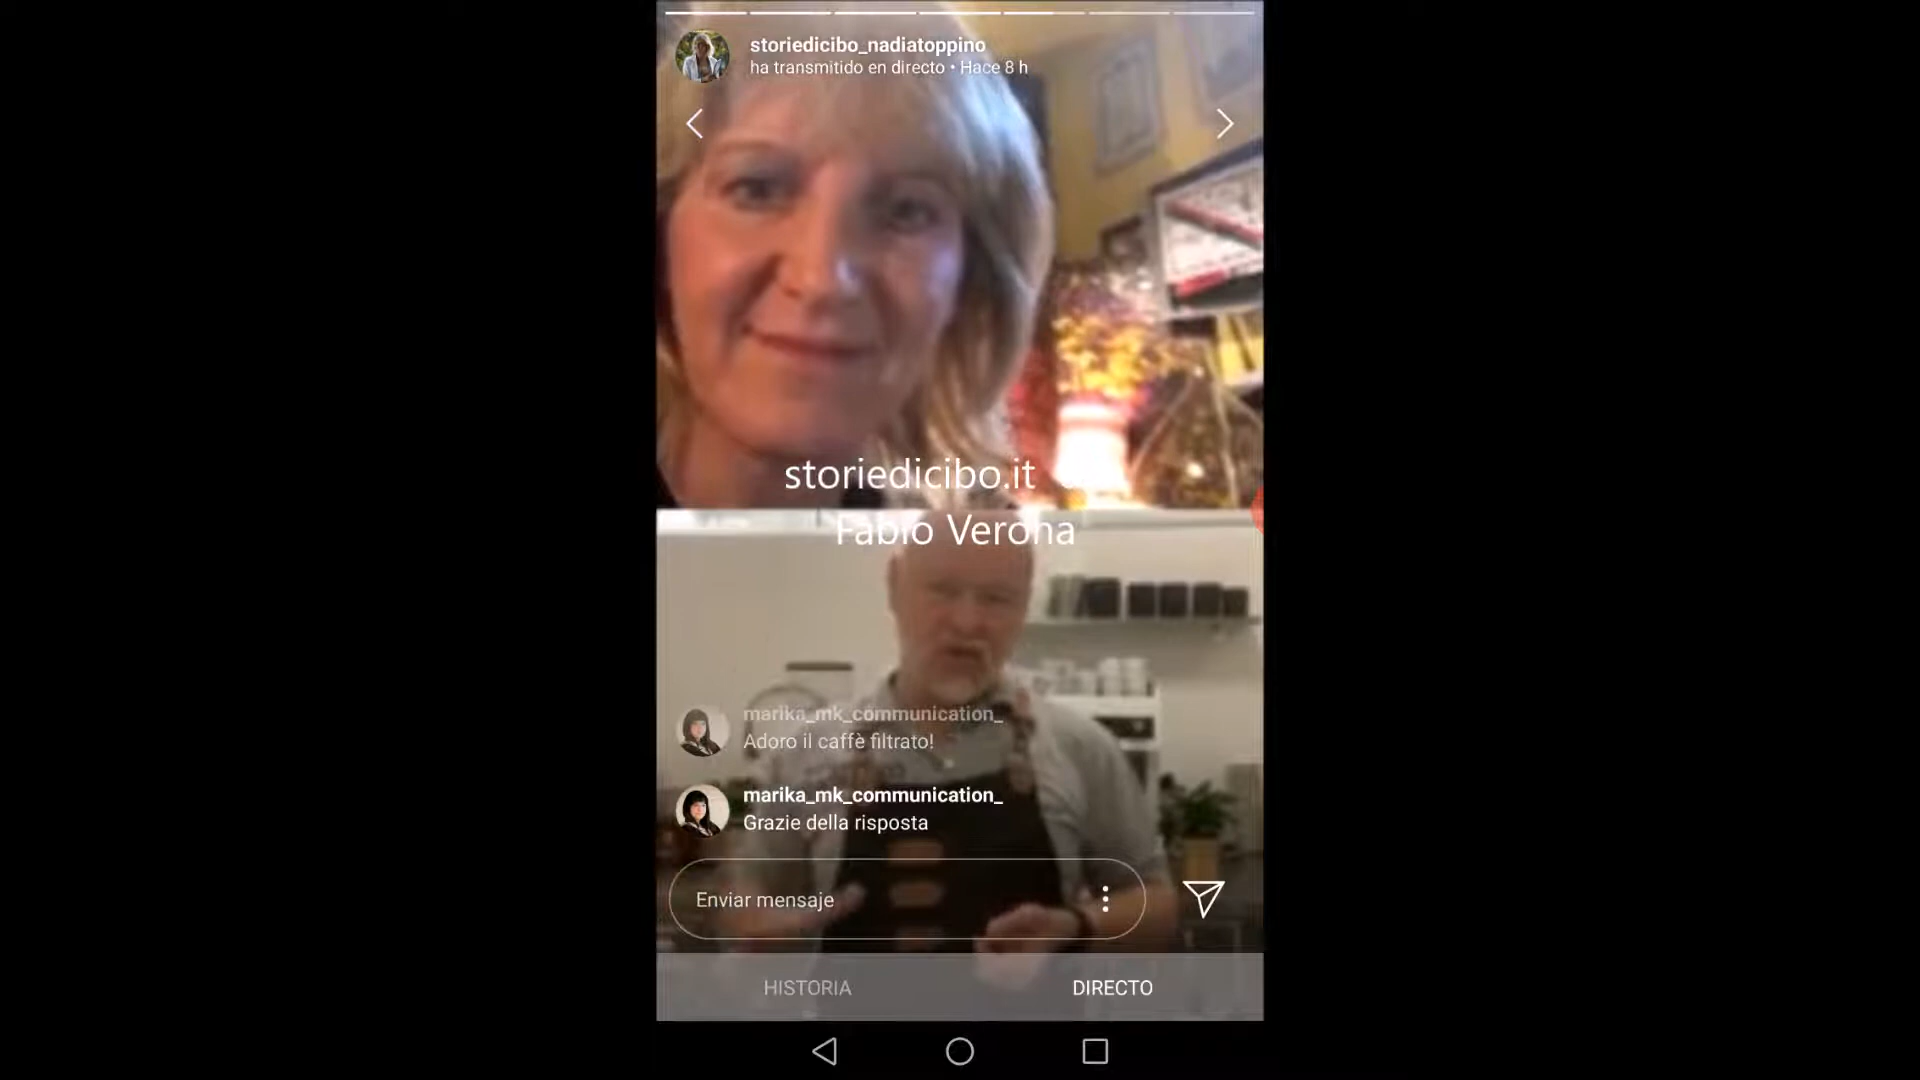 storiedicibo_nadiatoppino
ha transmitido en directo • Hace 8 h
storiedicibo.it
Fabio Verona
marika_mk_communication_
Adoro il caffè filtrato!
marika_mk_communication_
Grazie della risposta
Enviar mensaje
HISTORIA
DIRECTO